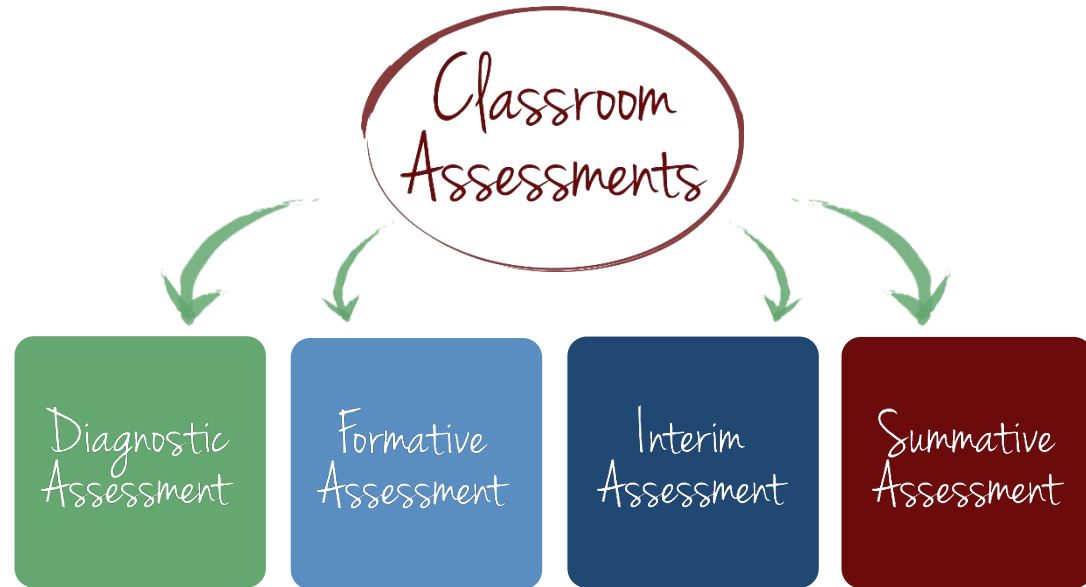 Classroom
Assessments
Diagnostic
Assessment
Formative
Assessment
Interim
Assessment
Summative
Assessment